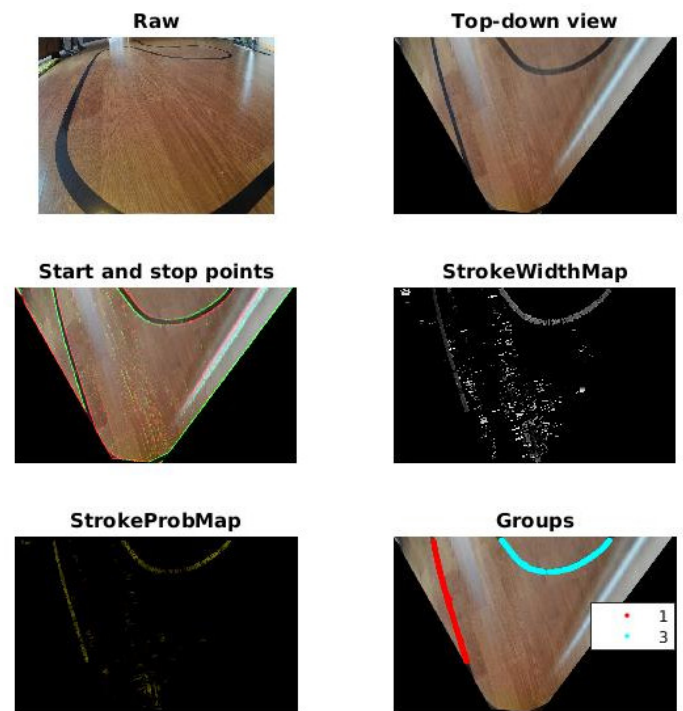 Raw
Top-down view
Start and stop points
StrokeWidthMap
StrokeProbMap
Groups
1
3